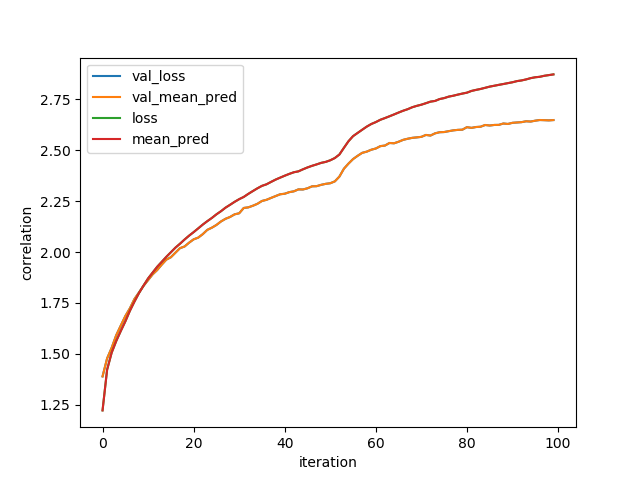 val_loss
val_mean_pred
loss
mean_pred
correlation
2.75
2.50
2.25
2.00
1.75
1.50
1.25
0 20 40 60 80 100
iteration